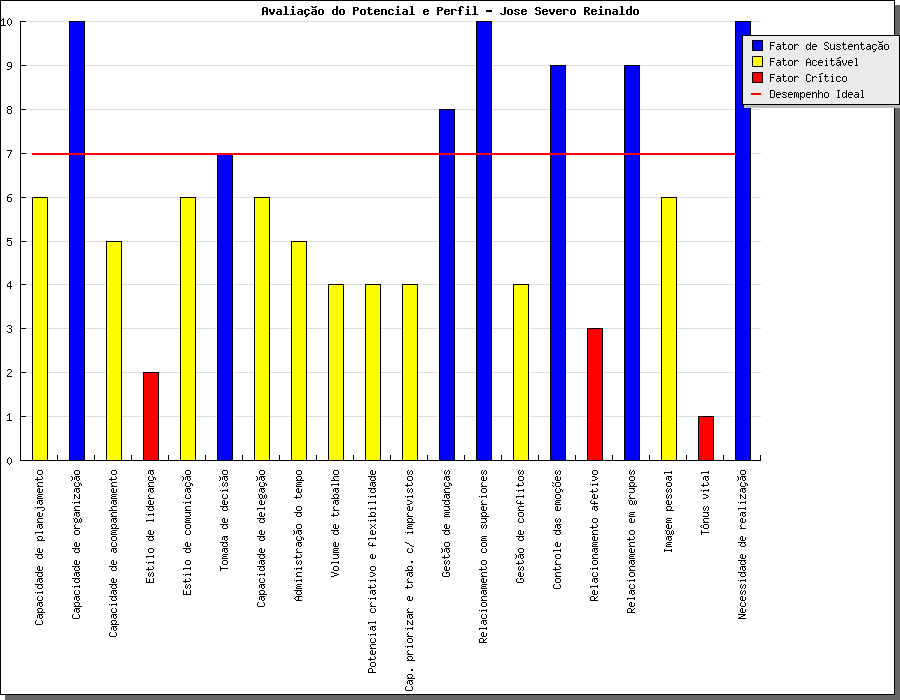 Avaliação do Potencial e Perfil - Jose Severo Reinaldo
Fator de Sustentação
Fator Aceitável
Fator Crítico
Desempenho Ideal
10
9
8
7
6
5
4
3
2
1
0
Capacidade de planejamento
Capacidade de organização
Capacidade de acompanhamento
Estilo de liderança
Estilo de comunicação
Tomada de decisão
Capacidade de delegação
Administração do tempo
Volume de trabalho
Potencial criativo e flexibilidade
Cap. priorizar e trab. c/ imprevistos
Gestão de mudanças
Relacionamento com superiores
Gestão de conflitos
Controle das emoções
Relacionamento afetivo
Relacionamento em grupos
Imagem pessoal
Tônus vital
Necessidade de realização